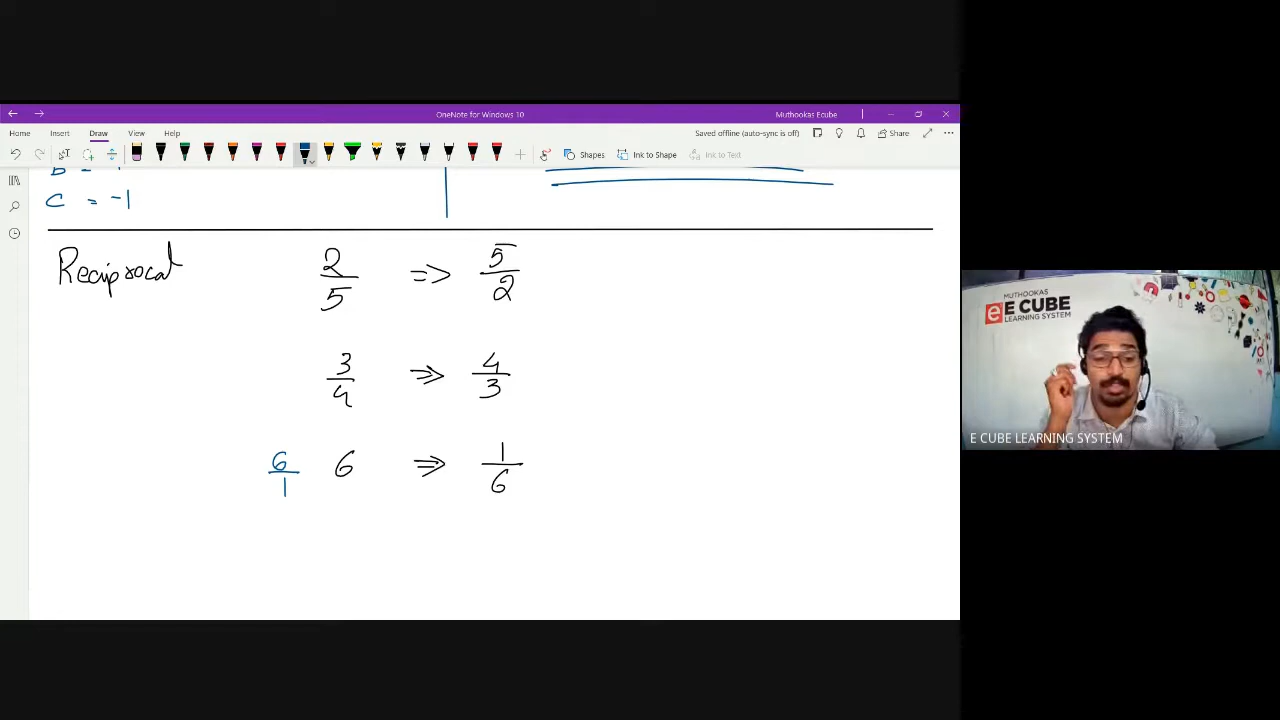 OneNote for Windows 10
Muthookas Ecube
Home Insert Draw View Help
Saved offline (auto-sync is off)
Share
Shapes
Ink to Shape
Ink to Text
c = -1
Reciprocal
2/5 => 5/2
3/4 => 4/3
6/1 6 => 1/6
MUTHOOKAS
e E CUBE
LEARNING SYSTEM
E CUBE LEARNING SYSTEM